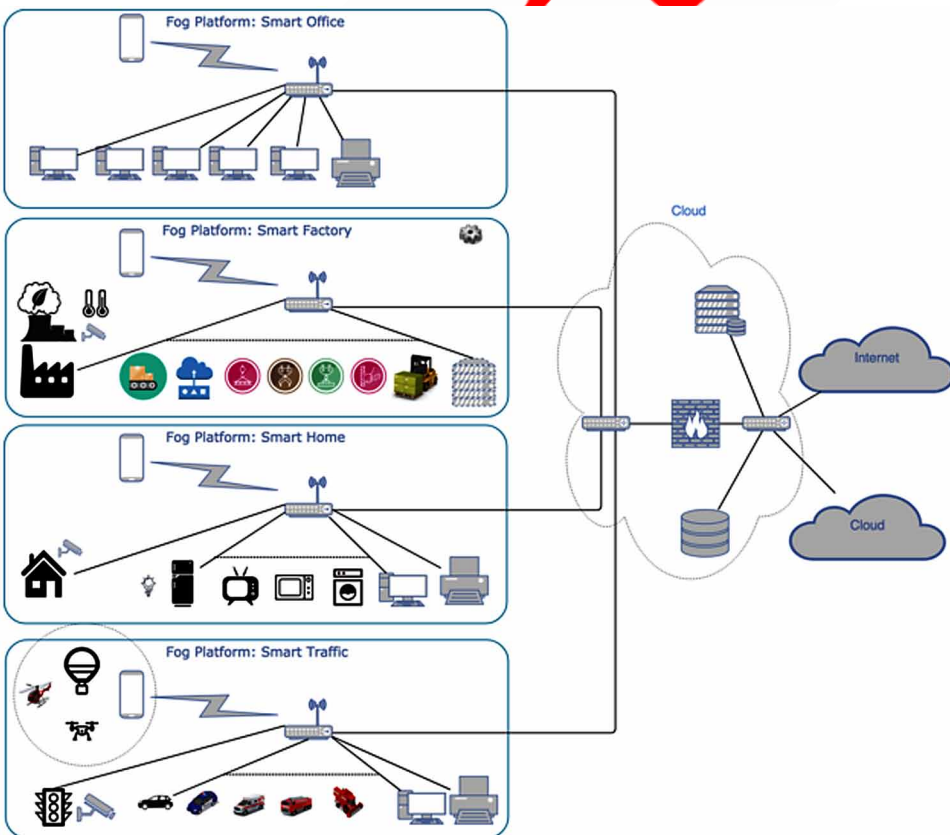 Fog Platform: Smart Office
Fog Platform: Smart Factory
Cloud
Internet
Fog Platform: Smart Home
Cloud
Fog Platform: Smart Traffic